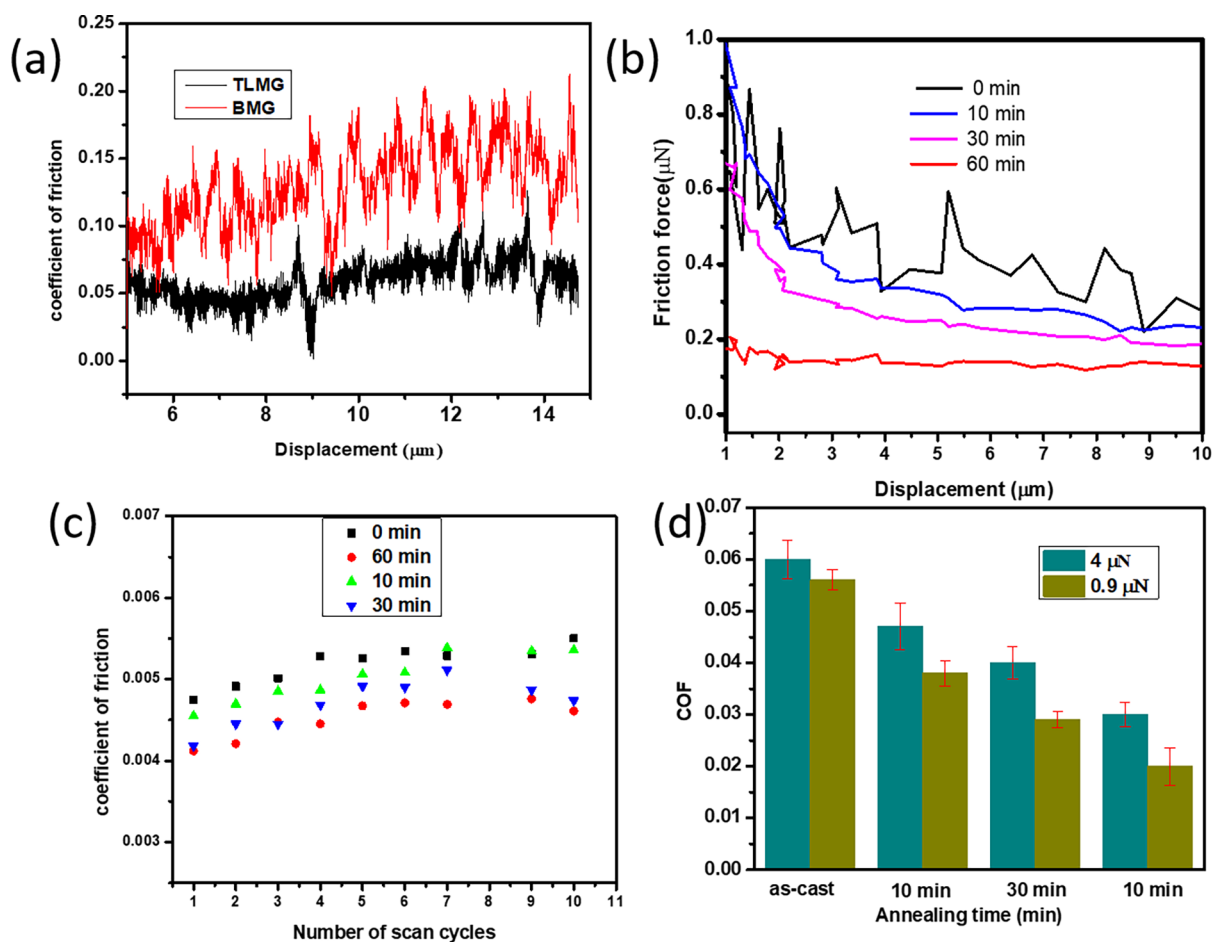 (a)
0.25
0.20
0.15
0.10
0.05
0.00
coefficient of friction
TLMG
BMG
6 8 10 12 14
Displacement (μm)
(b)
1.0
0.8
0.6
0.4
0.2
0.0
Friction force(μN)
0 min
10 min
30 min
60 min
1 2 3 4 5 6 7 8 9 10
Displacement (μm)
(c)
0.007
0.006
0.005
0.004
0.003
coefficient of friction
0 min
60 min
10 min
30 min
1 2 3 4 5 6 7 8 9 10 11
Number of scan cycles
(d)
0.07
0.06
0.05
0.04
0.03
0.02
0.01
0.00
COF
4 μN
0.9 μN
as-cast 10 min 30 min 10 min
Annealing time (min)